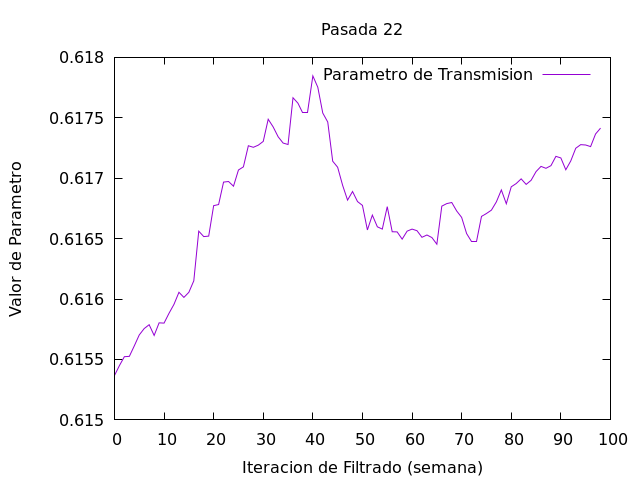 Pasada 22
0.618
Parametro de Transmision
0.6175
0.617
0.6165
0.616
0.6155
0.615
Valor de Parametro
0 10 20 30 40 50 60 70 80 90 100
Iteracion de Filtrado (semana)